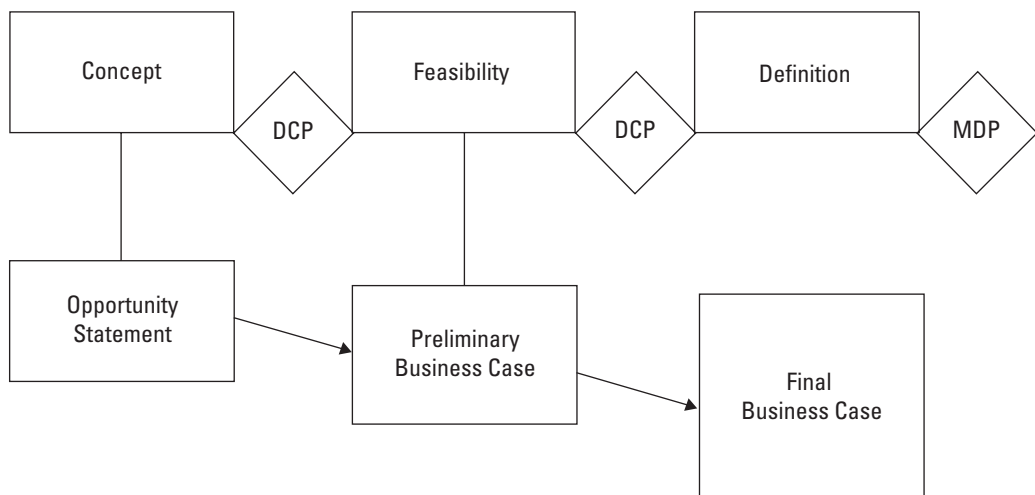 Concept
DCP
Feasibility
DCP
Definition
MDP
Opportunity
Statement
Preliminary
Business Case
Final
Business Case